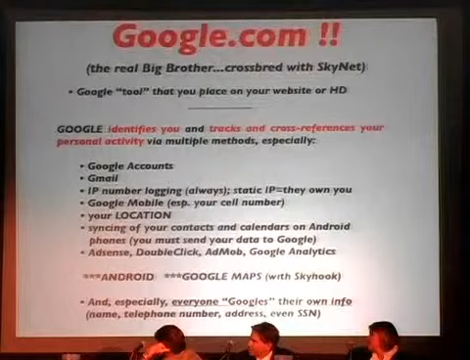 Google.com !!
(the real Big Brother...crossbred with SkyNet)
• Google "tool" that you place on your website or HD
GOOGLE identifies you and tracks and cross-references your
personal activity via multiple methods, especially:
• Google Accounts
• Gmail
• IP number logging (always); static IP=they own you
• Google Mobile (esp. your cell number)
• your LOCATION
• syncing of your contacts and calendars on Android
phones (you must send your data to Google)
• Adsense, DoubleClick, AdMob, Google Analytics
***ANDROID ***GOOGLE MAPS (with Skyhook)
• And, especially, everyone "Googles" their own info
(name, telephone number, address, even SSN)